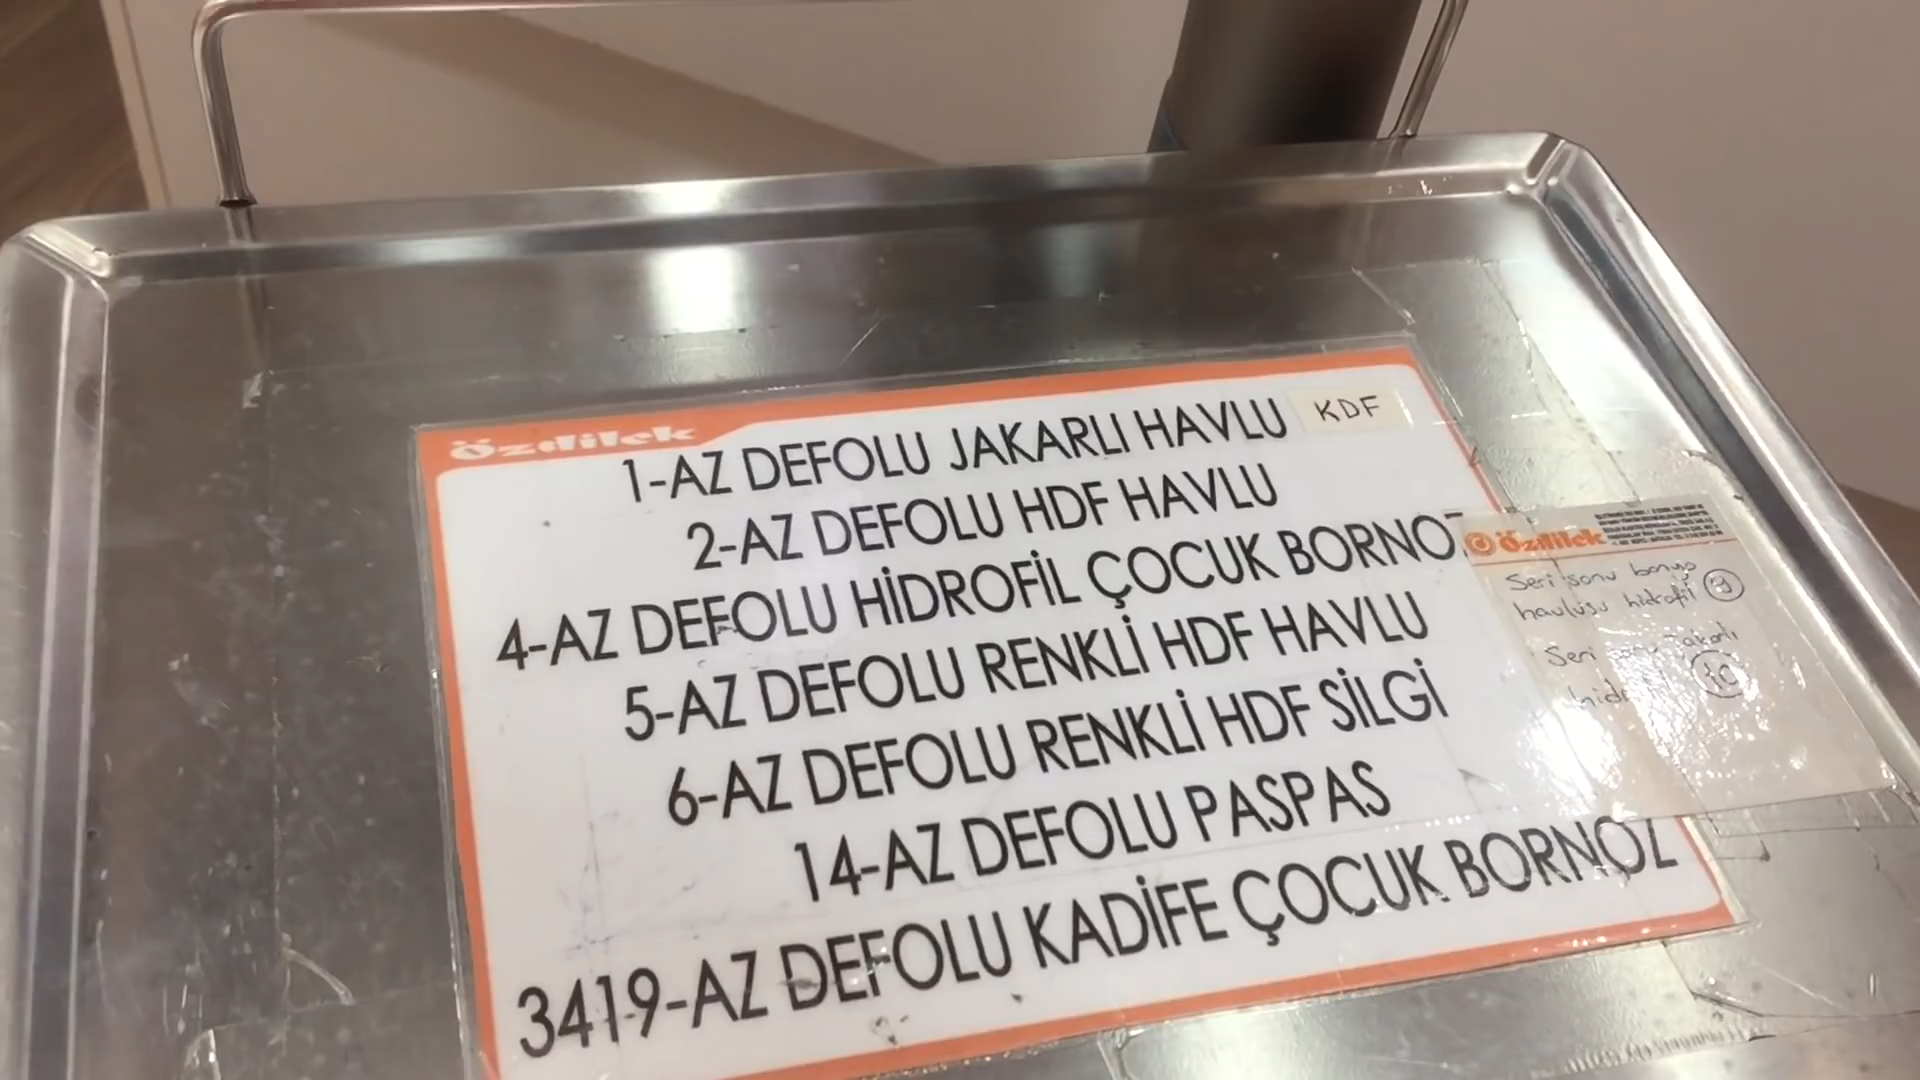 özdilek
1-AZ DEFOLU JAKARLI HAVLU KDF
2-AZ DEFOLU HDF HAVLU
4-AZ DEFOLU HİDROFİL ÇOCUK BORNOZ
5-AZ DEFOLU RENKLİ HDF HAVLU
6-AZ DEFOLU RENKLİ HDF SİLGİ
14-AZ DEFOLU PASPAS
3419-AZ DEFOLU KADİFE ÇOCUK BORNOZ
özdilek
Seri sonu banyo
havlusu hidrofil
Seri sonu Jakarlı